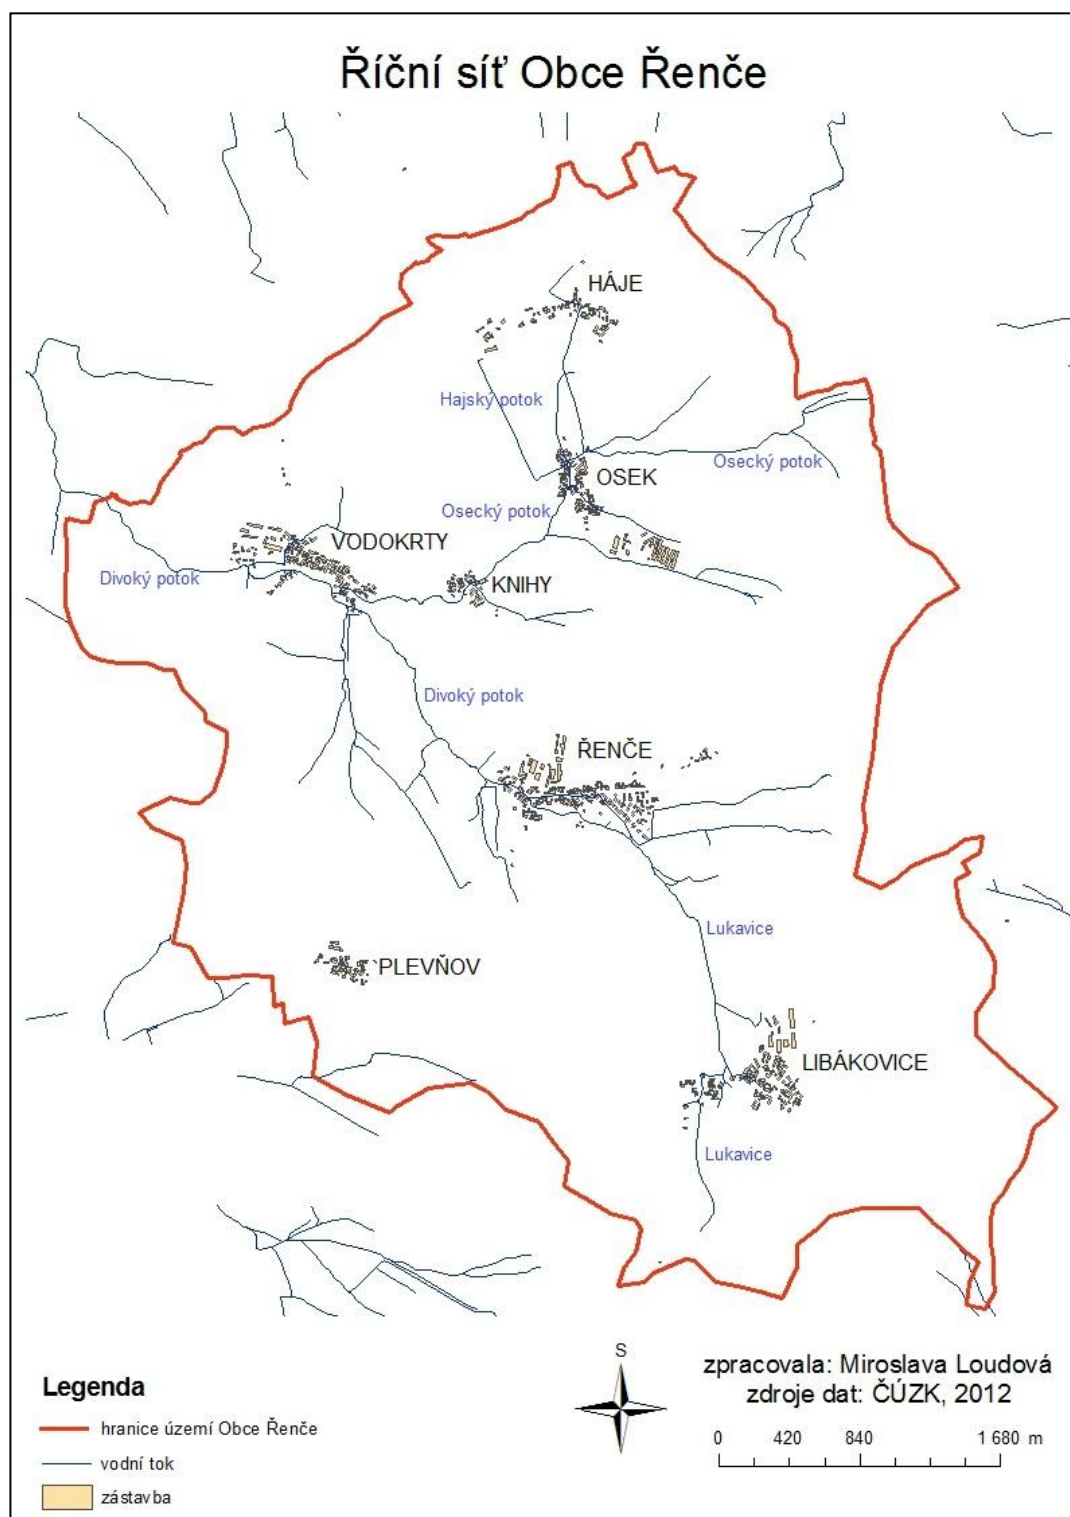 Říční síť Obce Řenče
HÁJE
Hajský potok
Osecký potok
OSEK
Osecký potok
VODOKRTY
Divoký potok
KNIHY
Divoký potok
ŘENČE
Lukavice
PLEVŇOV
LIBÁKOVICE
Lukavice
S
zpracovala: Miroslava Loudová
zdroje dat: ČÚZK, 2012
Legenda
hranice území Obce Řenče
vodní tok
zástavba
0 420 840 1 680 m